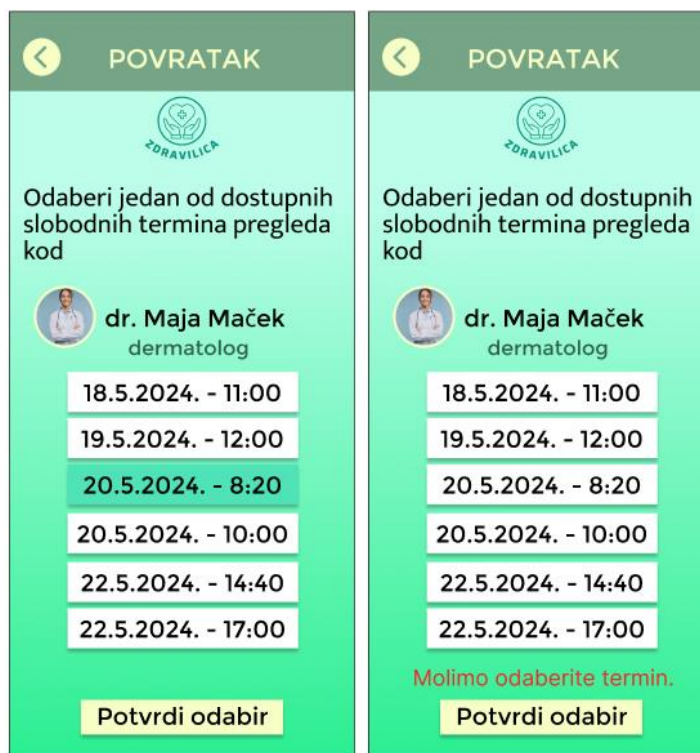 POVRATAK
ZDRAVILICA
Odaberi jedan od dostupnih
slobodnih termina pregleda
kod
dr. Maja Maček
dermatolog
18.5.2024. - 11:00
19.5.2024. - 12:00
20.5.2024. - 8:20
20.5.2024. - 10:00
22.5.2024. - 14:40
22.5.2024. - 17:00
Potvrdi odabir
POVRATAK
ZDRAVILICA
Odaberi jedan od dostupnih
slobodnih termina pregleda
kod
dr. Maja Maček
dermatolog
18.5.2024. - 11:00
19.5.2024. - 12:00
20.5.2024. - 8:20
20.5.2024. - 10:00
22.5.2024. - 14:40
22.5.2024. - 17:00
Molimo odaberite termin.
Potvrdi odabir